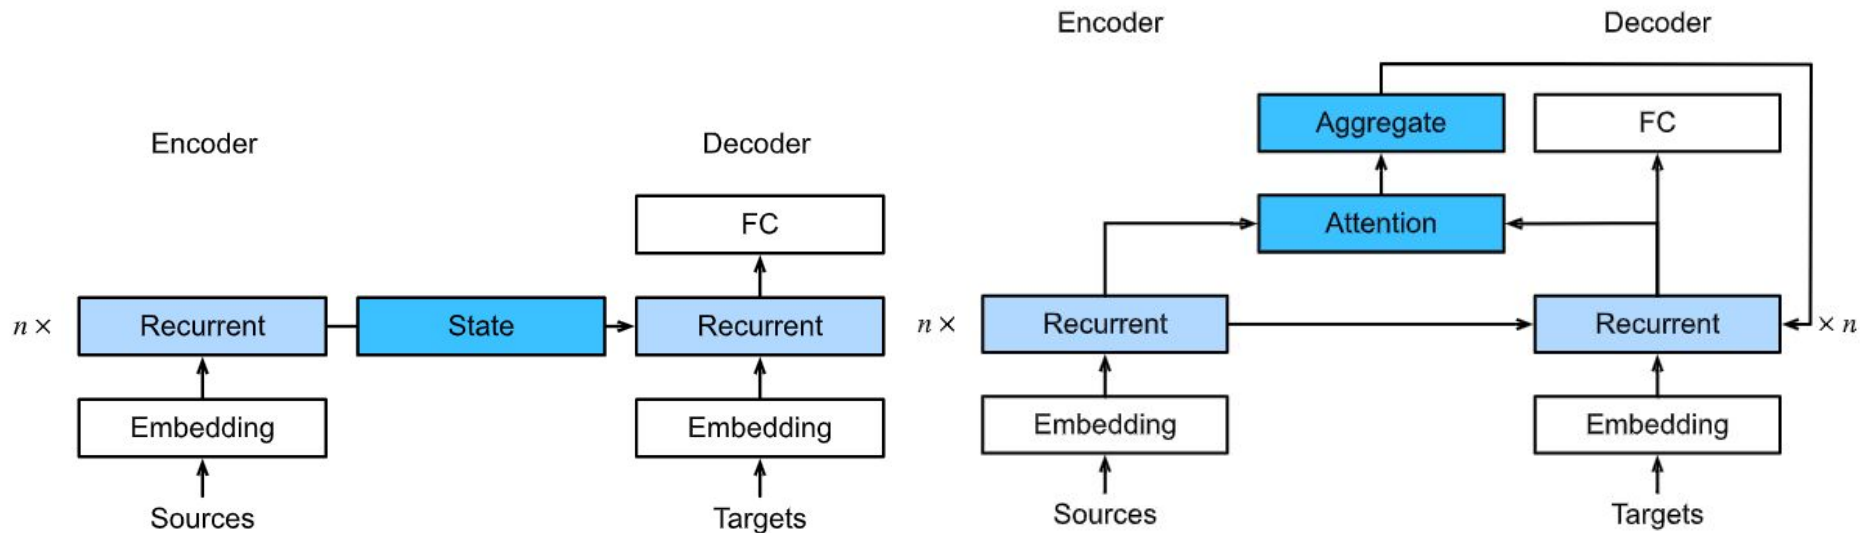 Encoder
Decoder
FC
n ×
Recurrent
State
Recurrent
Embedding
Embedding
Sources
Targets
Encoder
Decoder
Aggregate
FC
Attention
n ×
Recurrent
Recurrent
× n
Embedding
Embedding
Sources
Targets